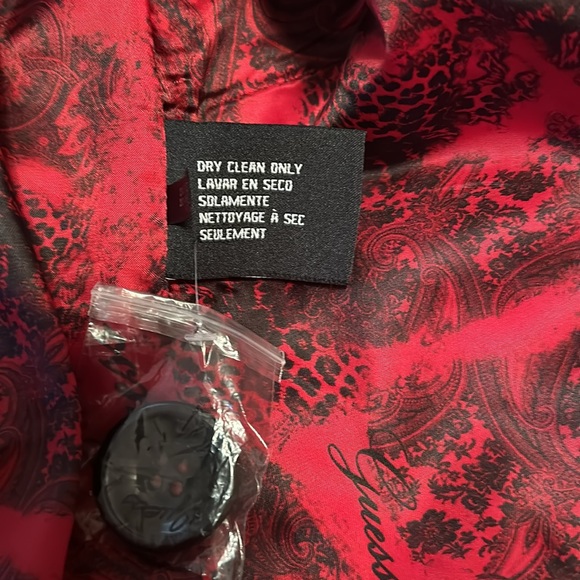 DRY CLEAN ONLY
LAVAR EN SECO
SOLAMENTE
NETTOYAGE À SEC
SEULEMENT
Guess